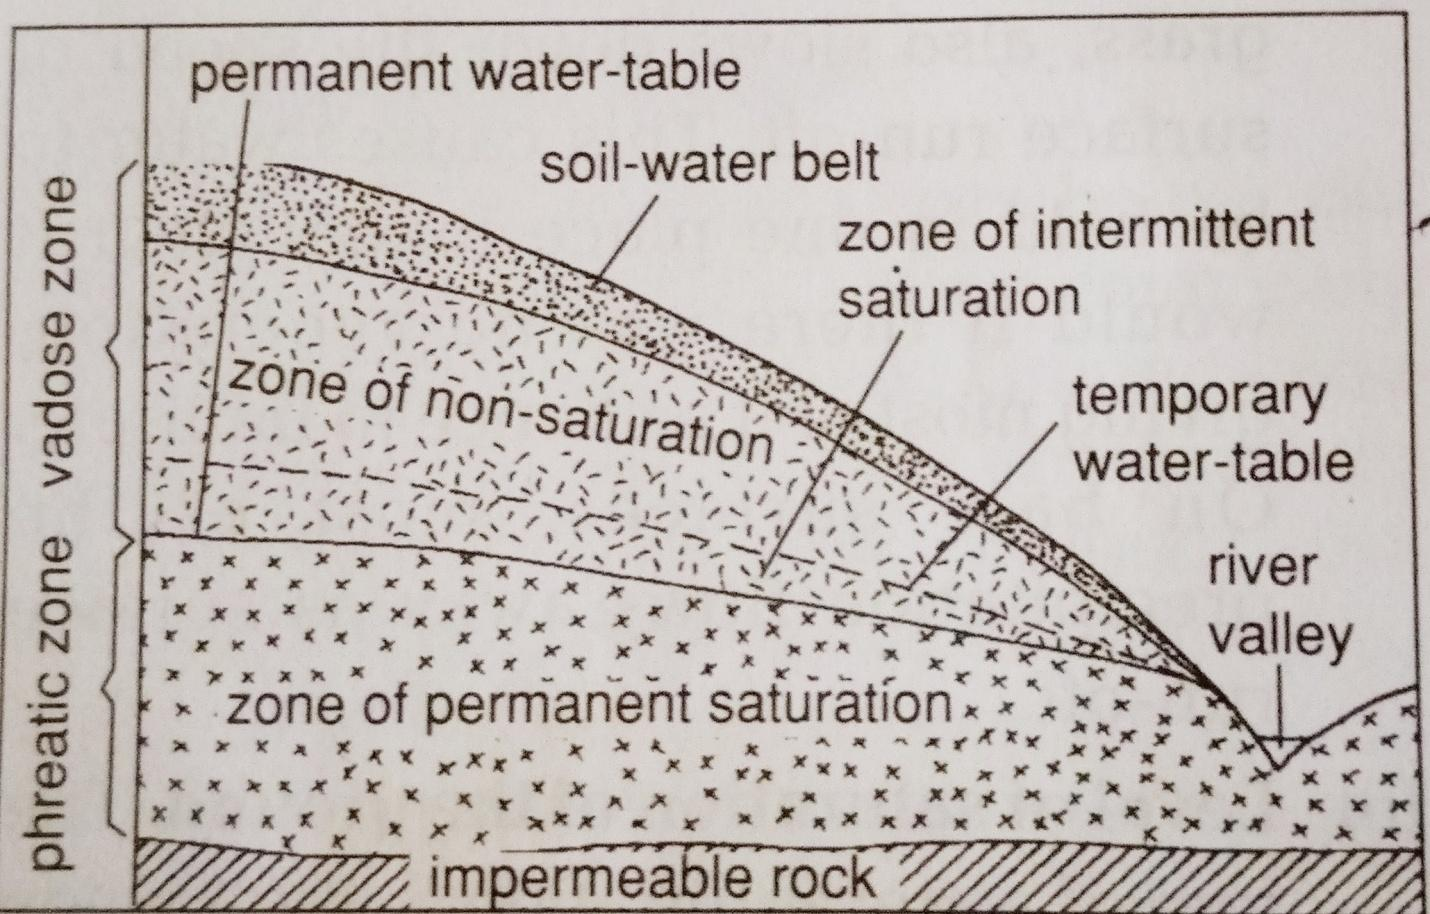 permanent water-table
soil-water belt
zone of intermittent
saturation
zone of non-saturation
temporary
water-table
river
valley
zone of permanent saturation
impermeable rock
vadose zone
phreatic zone